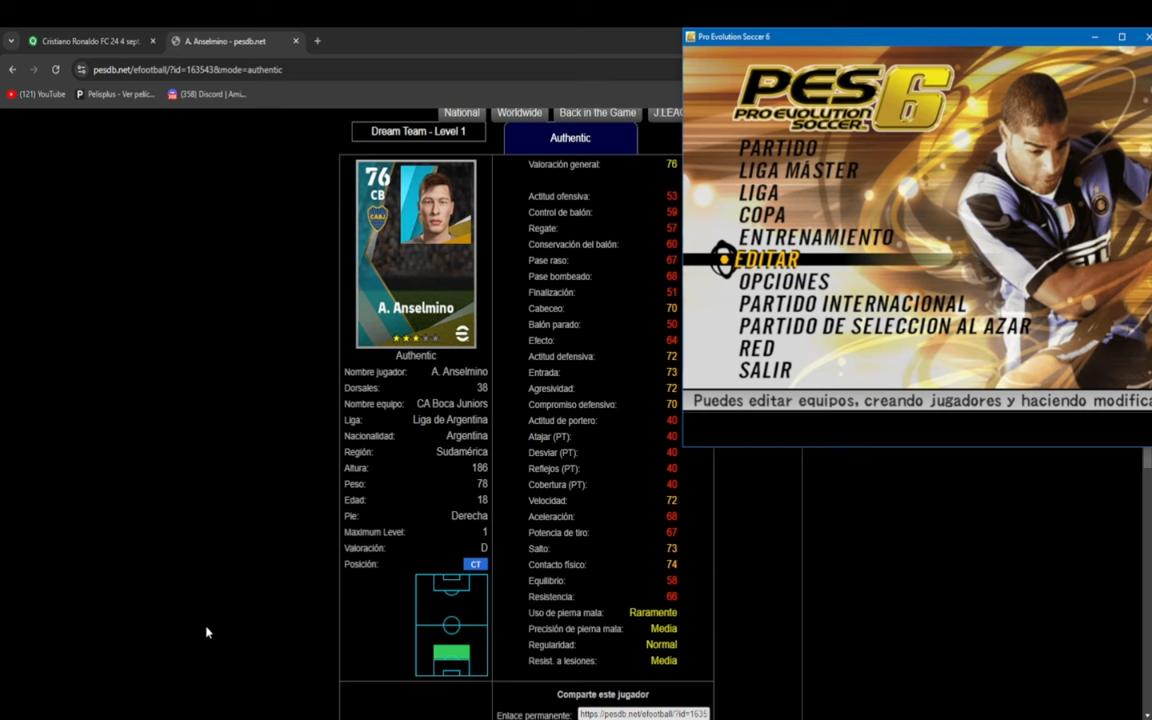 Cristiano Ronaldo FC 24 4 sept
A. Anselmino - pesdb.net
pesdb.net/efootball/?id=163543&mode=authentic
(121) YouTube
Pelisplus - Ver pelíc...
(358) Discord | Ami...
National
Worldwide
Back in the Game
J.LEAG
Dream Team - Level 1
Authentic
76
CB
CABJ
A. Anselmino
Authentic
Nombre jugador: A. Anselmino
Dorsales: 38
Nombre equipo: CA Boca Juniors
Liga: Liga de Argentina
Nacionalidad: Argentina
Región: Sudamérica
Altura: 186
Peso: 78
Edad: 18
Pie: Derecha
Maximum Level: 1
Valoración: D
Posición: CT
Valoración general: 76
Actitud ofensiva: 53
Control de balón: 59
Regate: 57
Conservación del balón: 60
Pase raso: 67
Pase bombeado: 68
Finalización: 51
Cabeceo: 70
Balón parado: 50
Efecto: 64
Actitud defensiva: 72
Entrada: 73
Agresividad: 72
Compromiso defensivo: 70
Actitud de portero: 40
Atajar (PT): 40
Desviar (PT): 40
Reflejos (PT): 40
Cobertura (PT): 40
Velocidad: 72
Aceleración: 68
Potencia de tiro: 67
Salto: 73
Contacto físico: 74
Equilibrio: 58
Resistencia: 66
Uso de pierna mala: Raramente
Precisión de pierna mala: Media
Regularidad: Normal
Resist. a lesiones: Media
Comparte este jugador
Enlace permanente: https://pesdb.net/efootball/?id=1635
Pro Evolution Soccer 6
PES 6
PRO EVOLUTION
SOCCER
PARTIDO
LIGA MÁSTER
LIGA
COPA
ENTRENAMIENTO
EDITAR
OPCIONES
PARTIDO INTERNACIONAL
PARTIDO DE SELECCION AL AZAR
RED
SALIR
Puedes editar equipos, creando jugadores y haciendo modifica